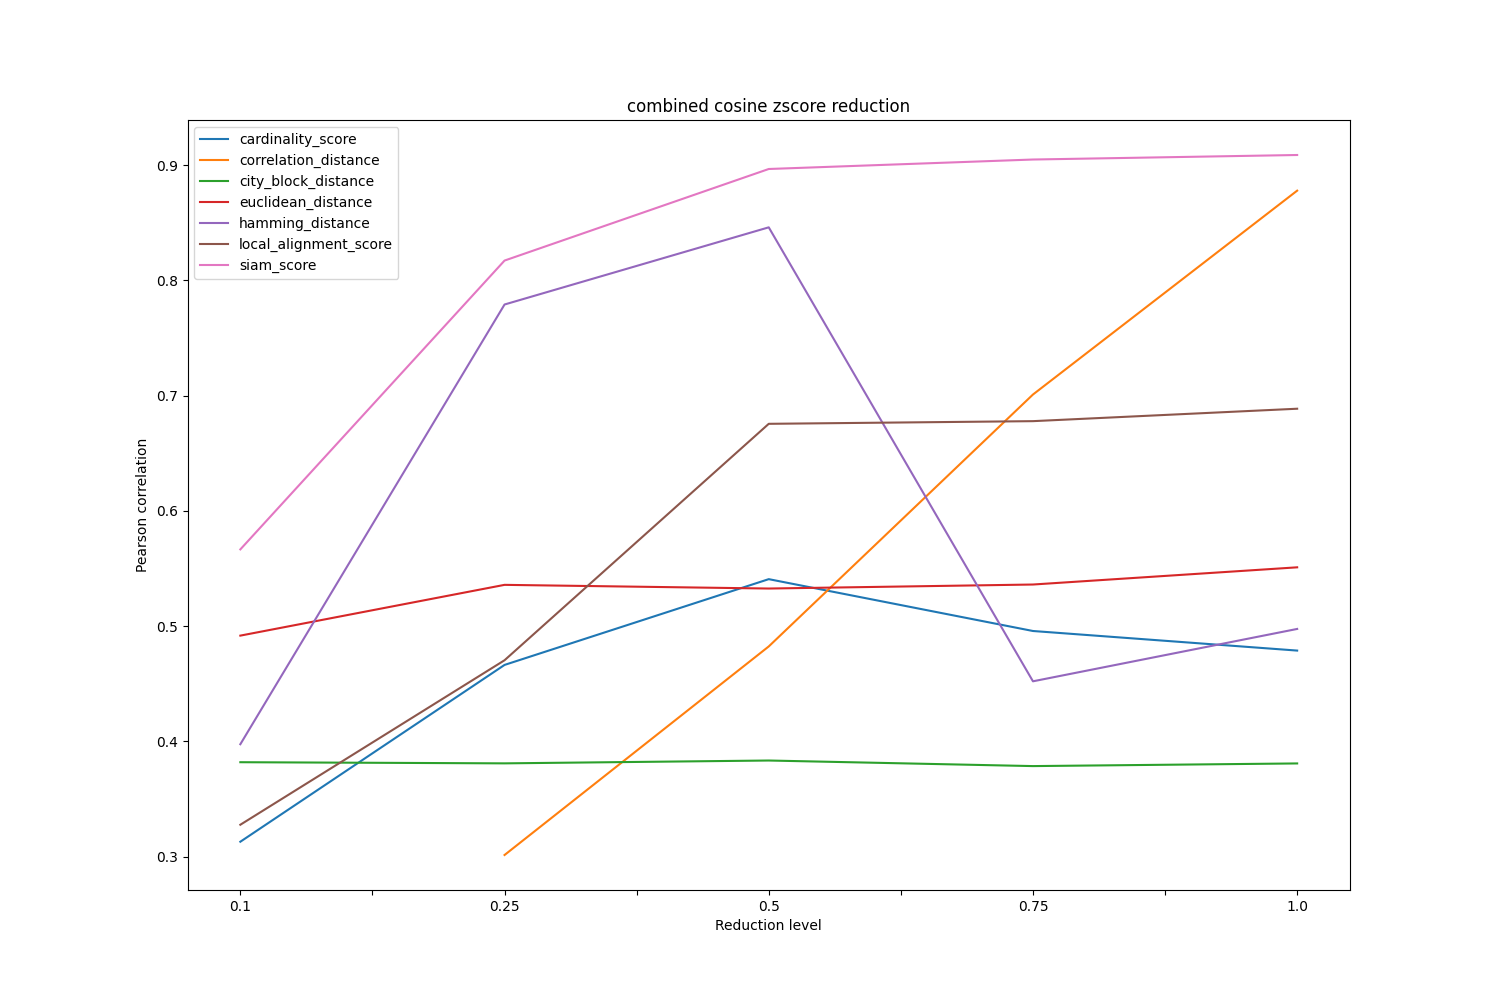 combined cosine zscore reduction
cardinality_score
correlation_distance
city_block_distance
euclidean_distance
hamming_distance
local_alignment_score
siam_score
0.9
0.8
0.7
0.6
0.5
0.4
0.3
Pearson correlation
0.1 0.25 0.5 0.75 1.0
Reduction level